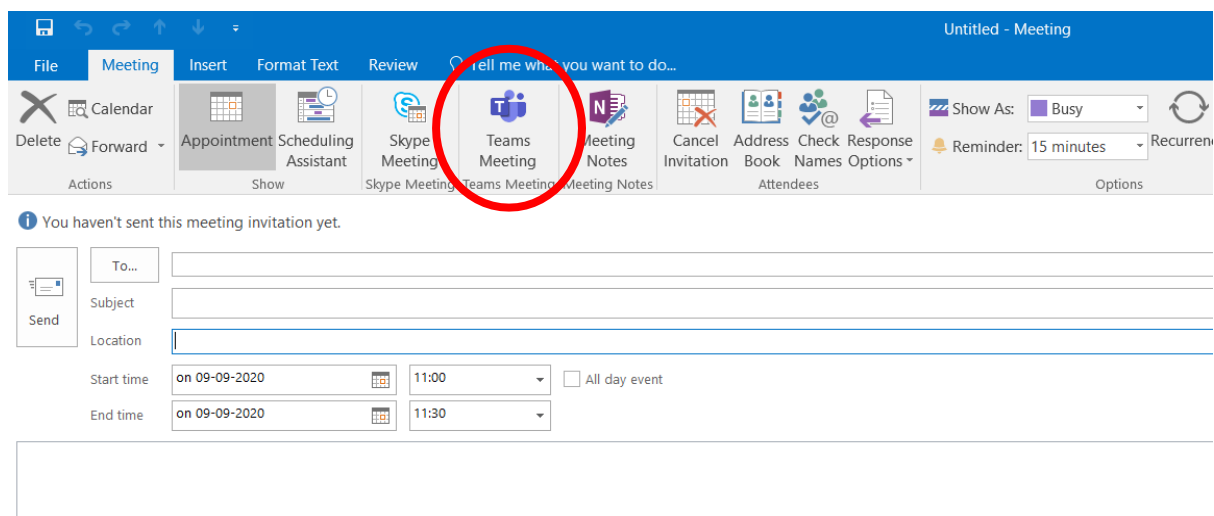 Untitled - Meeting
File Meeting Insert Format Text Review Tell me what you want to do...
Delete
Calendar
Forward
Appointment
Scheduling
Assistant
Skype
Meeting
Teams
Meeting
Meeting
Notes
Cancel
Invitation
Address
Book
Check
Names
Response
Options
Show As: Busy
Reminder: 15 minutes
Recurren
Actions Show Skype Meeting Teams Meeting Meeting Notes Attendees Options
You haven't sent this meeting invitation yet.
Send
To...
Subject
Location
Start time on 09-09-2020 11:00 All day event
End time on 09-09-2020 11:30